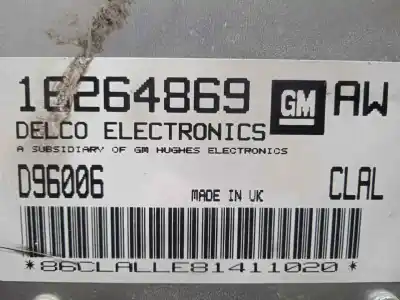 16264869 GM AW
DELCO ELECTRONICS
A SUBSIDIARY OF GM HUGHES ELECTRONICS
D96006 MADE IN UK CLAL
*86CLALLE81411020*